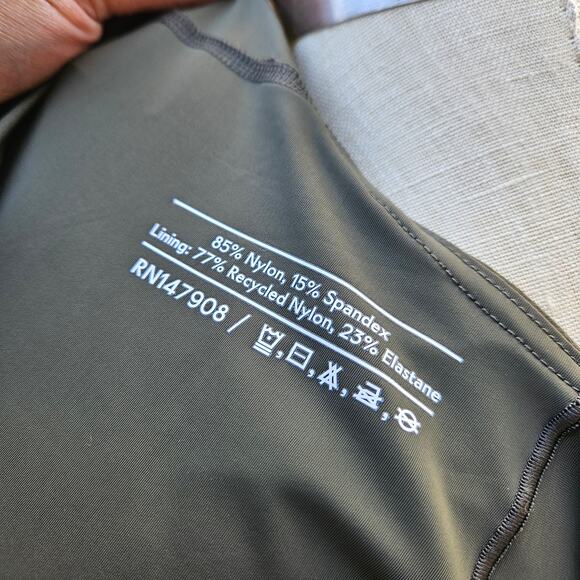 85% Nylon, 15% Spandex
Lining: 77% Recycled Nylon, 23% Elastane
RN147908 /